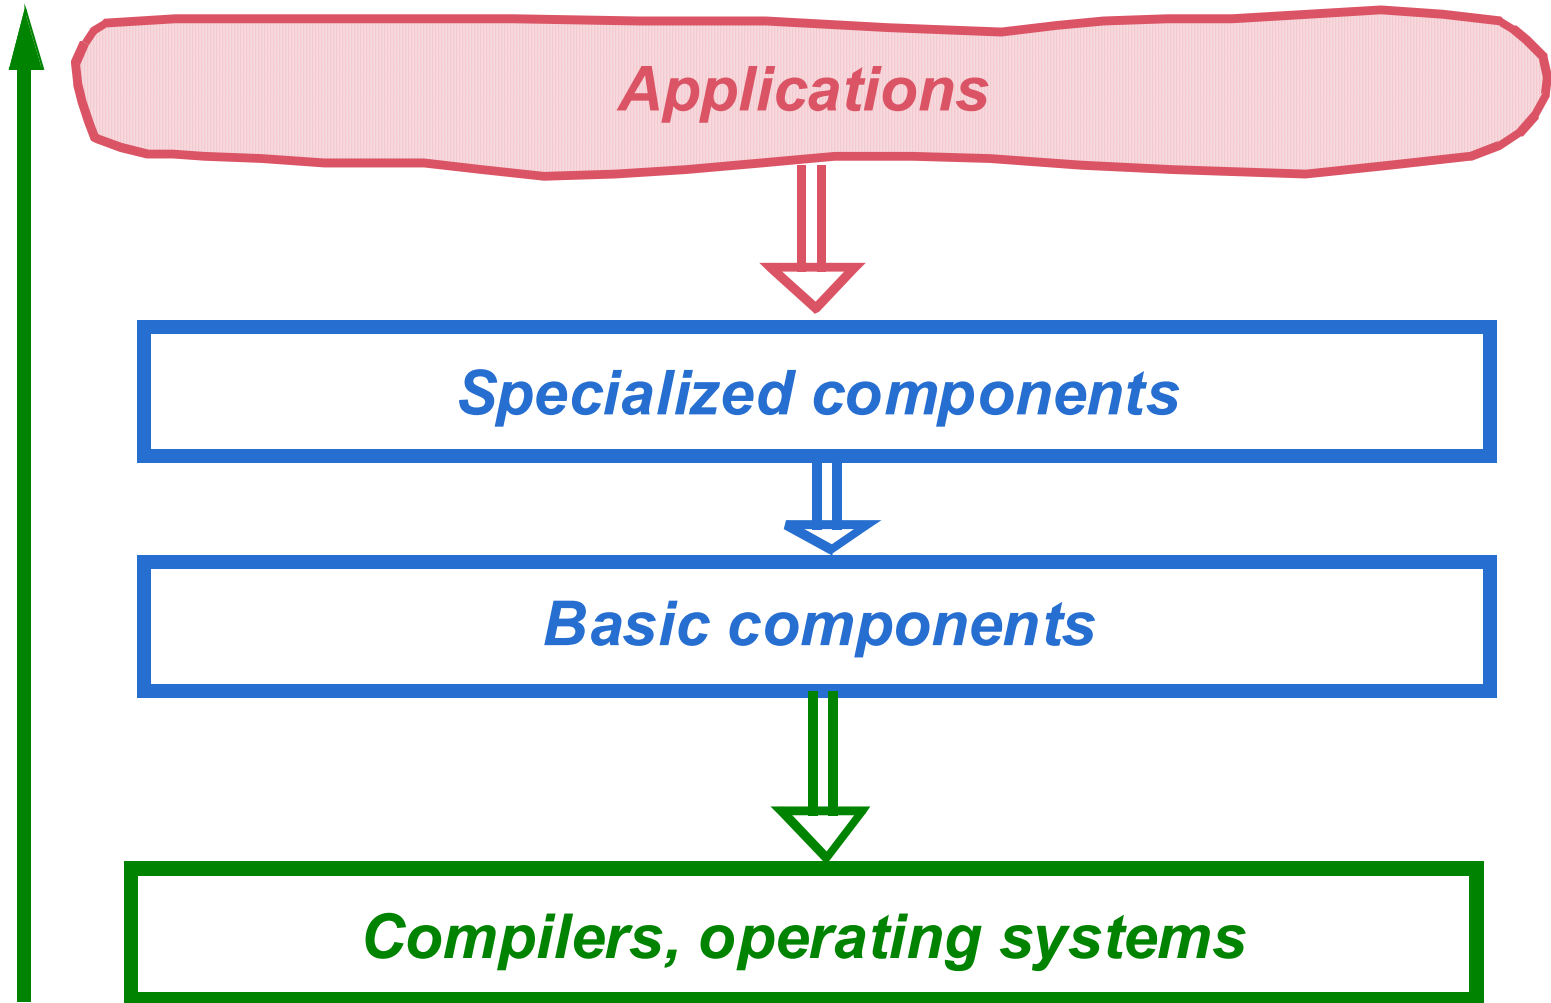 Applications
Specialized components
Basic components
Compilers, operating systems